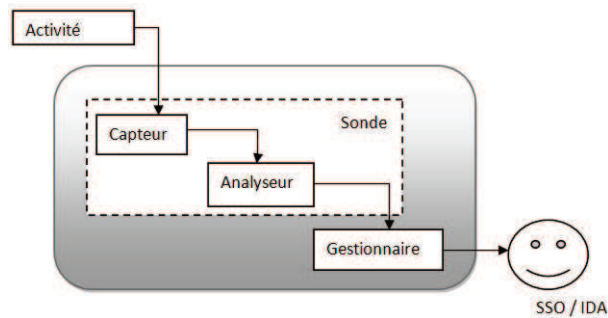 Activité
Sonde
Capteur
Analyseur
Gestionnaire
SSO / IDA